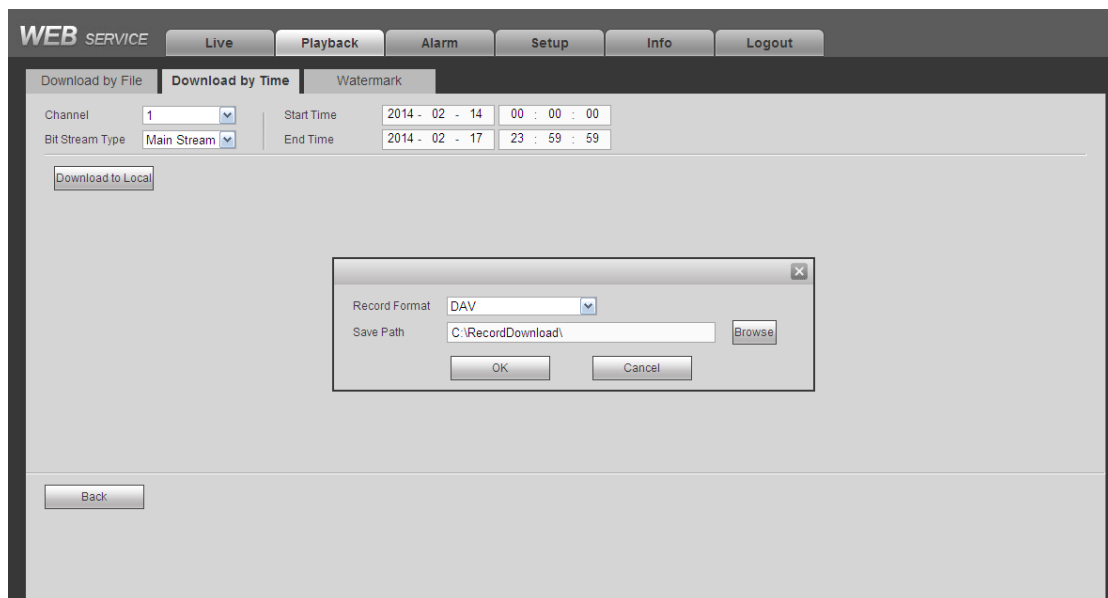 WEB SERVICE Live Playback Alarm Setup Info Logout
Download by File Download by Time Watermark
Channel 1 Start Time 2014 - 02 - 14 00 : 00 : 00
Bit Stream Type Main Stream End Time 2014 - 02 - 17 23 : 59 : 59
Download to Local
Record Format DAV
Save Path C:\RecordDownload\ Browse
OK Cancel
Back